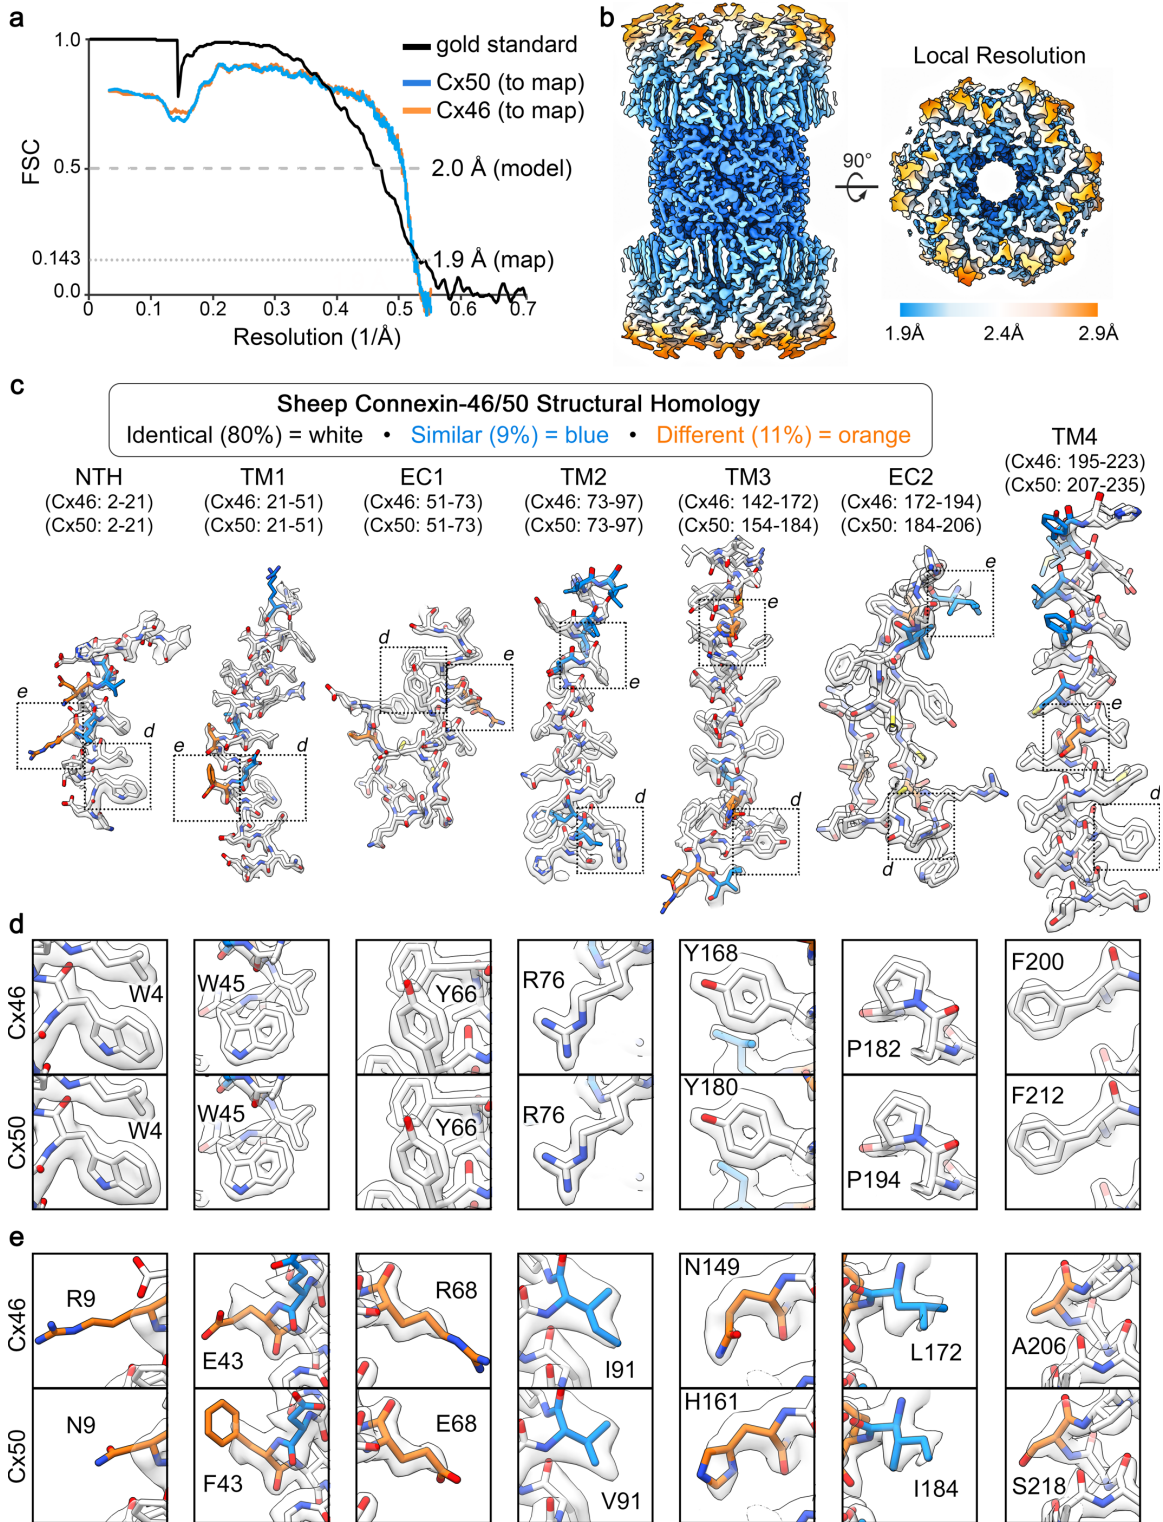 a
1.0
0.5
0.143
0.0
FSC
0
0.1
0.2
0.3
0.4
0.5
0.6
0.7
Resolution (1/Å)
gold standard
Cx50 (to map)
Cx46 (to map)
2.0 Å (model)
1.9 Å (map)
b
90°
Local Resolution
1.9Å 2.4Å 2.9Å
c
Sheep Connexin-46/50 Structural Homology
Identical (80%) = white • Similar (9%) = blue • Different (11%) = orange
NTH
(Cx46: 2-21)
(Cx50: 2-21)
TM1
(Cx46: 21-51)
(Cx50: 21-51)
EC1
(Cx46: 51-73)
(Cx50: 51-73)
TM2
(Cx46: 73-97)
(Cx50: 73-97)
TM3
(Cx46: 142-172)
(Cx50: 154-184)
EC2
(Cx46: 172-194)
(Cx50: 184-206)
TM4
(Cx46: 195-223)
(Cx50: 207-235)
e
d
e
d
d
e
e
d
e
d
e
d
e
d
d
Cx46
W4
W45
Y66
R76
Y168
P182
F200
Cx50
W4
W45
Y66
R76
Y180
P194
F212
e
Cx46
R9
E43
R68
I91
N149
L172
A206
Cx50
N9
F43
E68
V91
H161
I184
S218